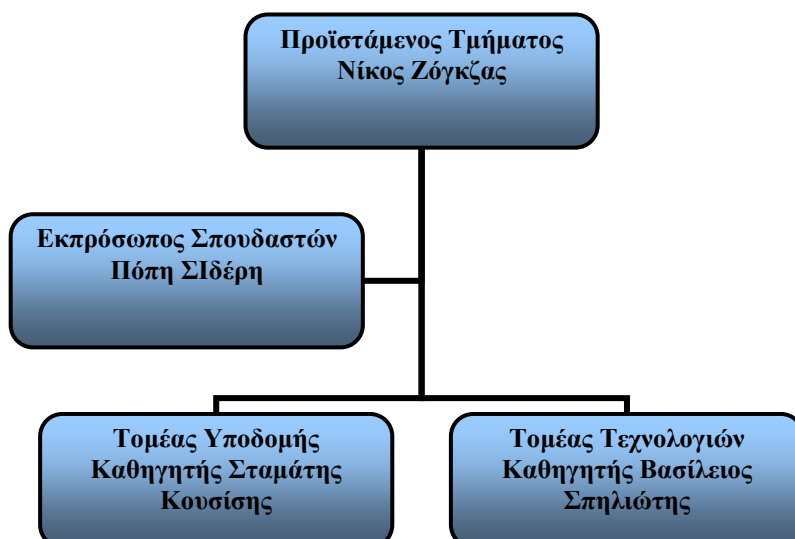 Προϊστάμενος Τμήματος
Νίκος Ζόγκζας
Εκπρόσωπος Σπουδαστών
Πόπη ΣΙδέρη
Τομέας Υποδομής
Καθηγητής Σταμάτης
Κουσίσης
Τομέας Τεχνολογιών
Καθηγητής Βασίλειος
Σπηλιώτης